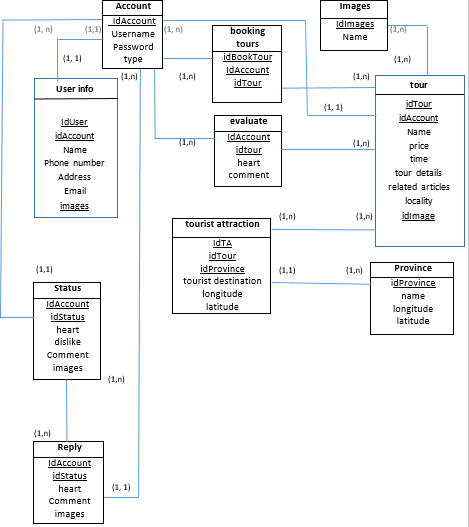 Account
IdAccount
Username
Password
type
Images
IdImages
Name
(1, n)
(1,1)
(1, n)
(1,n)
(1, 1)
(1,n)
(1,n)
(1,n)
booking
tours
idBookTour
IdAccount
idTour
(1,n)
(1, 1)
User info
IdUser
idAccount
Name
Phone number
Address
Email
images
evaluate
IdAccount
idtour
heart
comment
(1,n)
(1,n)
tour
idTour
idAccount
Name
price
time
tour details
related articles
locality
idImage
tourist attraction
IdTA
idTour
idProvince
tourist destination
longitude
latitude
(1,n)
(1,n)
(1,1)
(1,n)
Province
idProvince
name
longitude
latitude
(1,1)
Status
IdAccount
idStatus
heart
dislike
Comment
images
(1,n)
(1,n)
Reply
IdAccount
idStatus
heart
Comment
images
(1, 1)